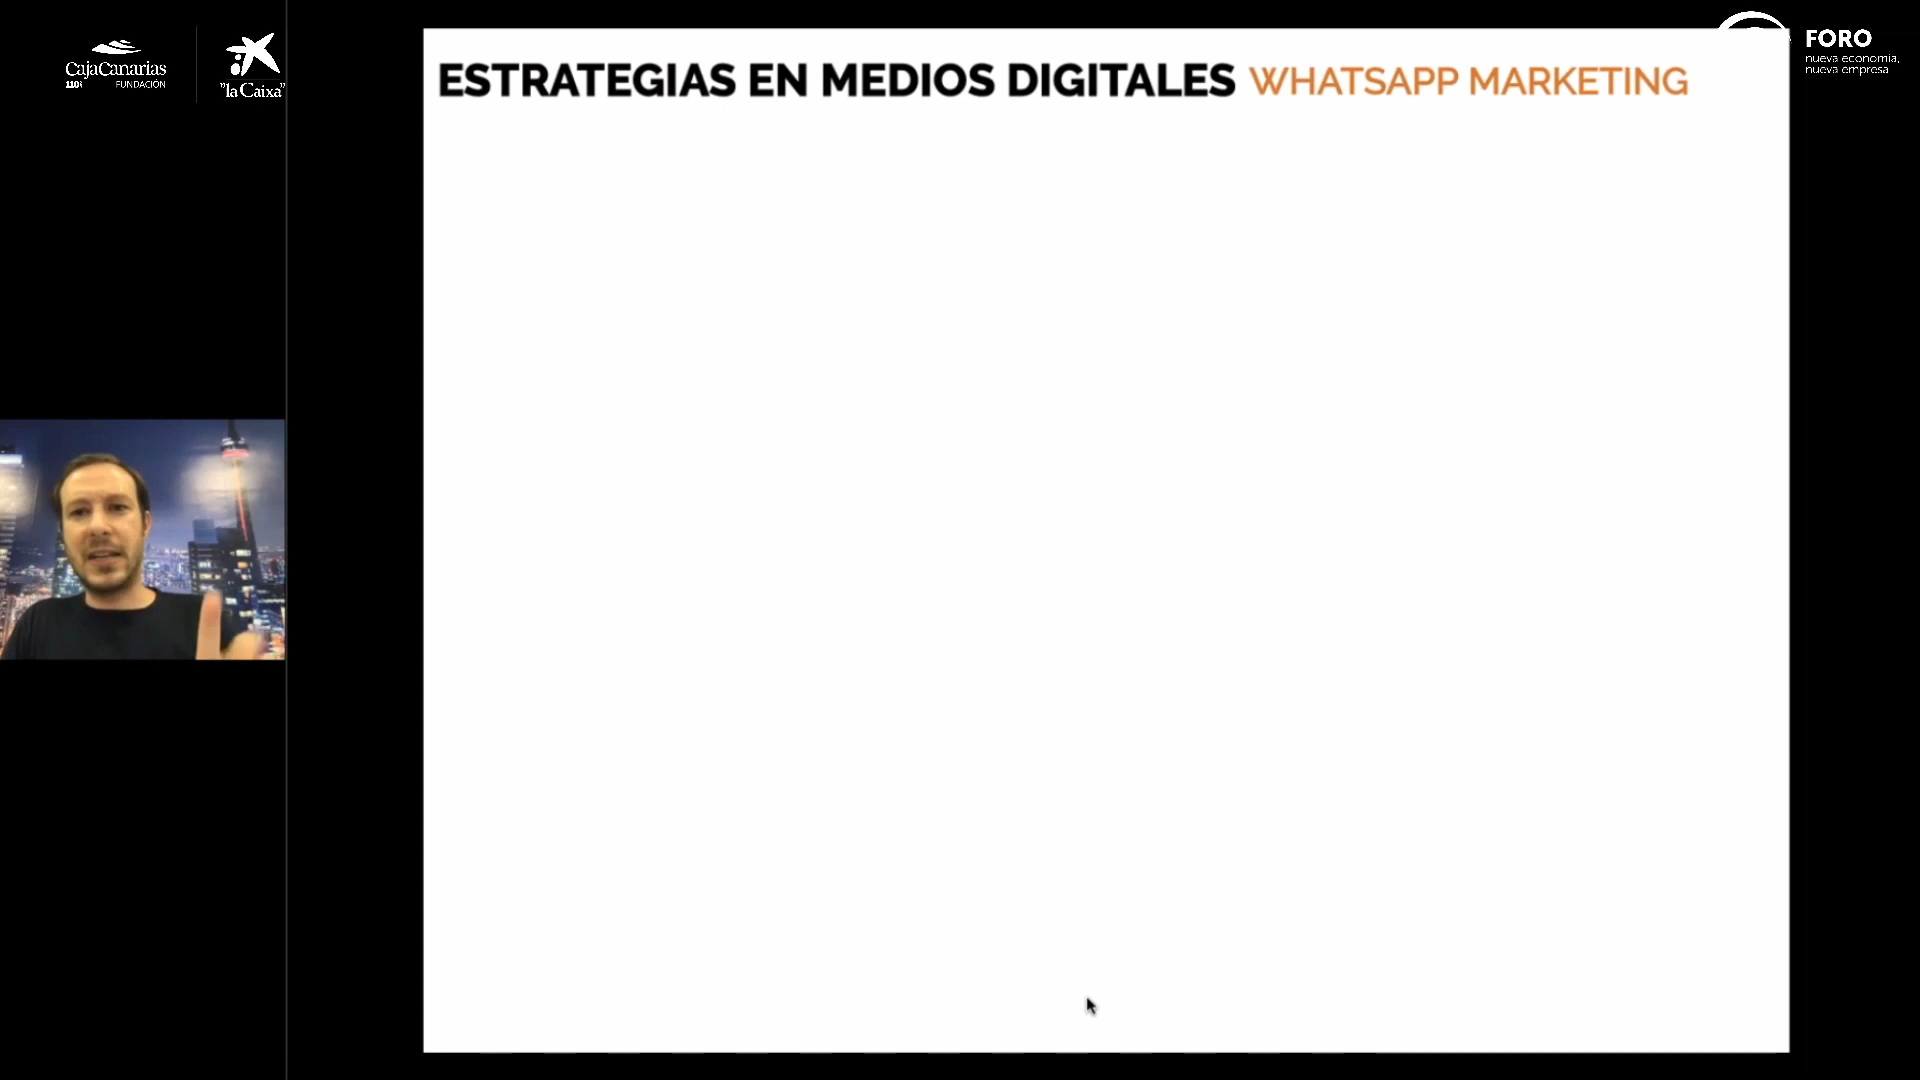 CajaCanarias
FUNDACIÓN
"la Caixa"
ESTRATEGIAS EN MEDIOS DIGITALES WHATSAPP MARKETING
FORO
nueva economía,
nueva empresa